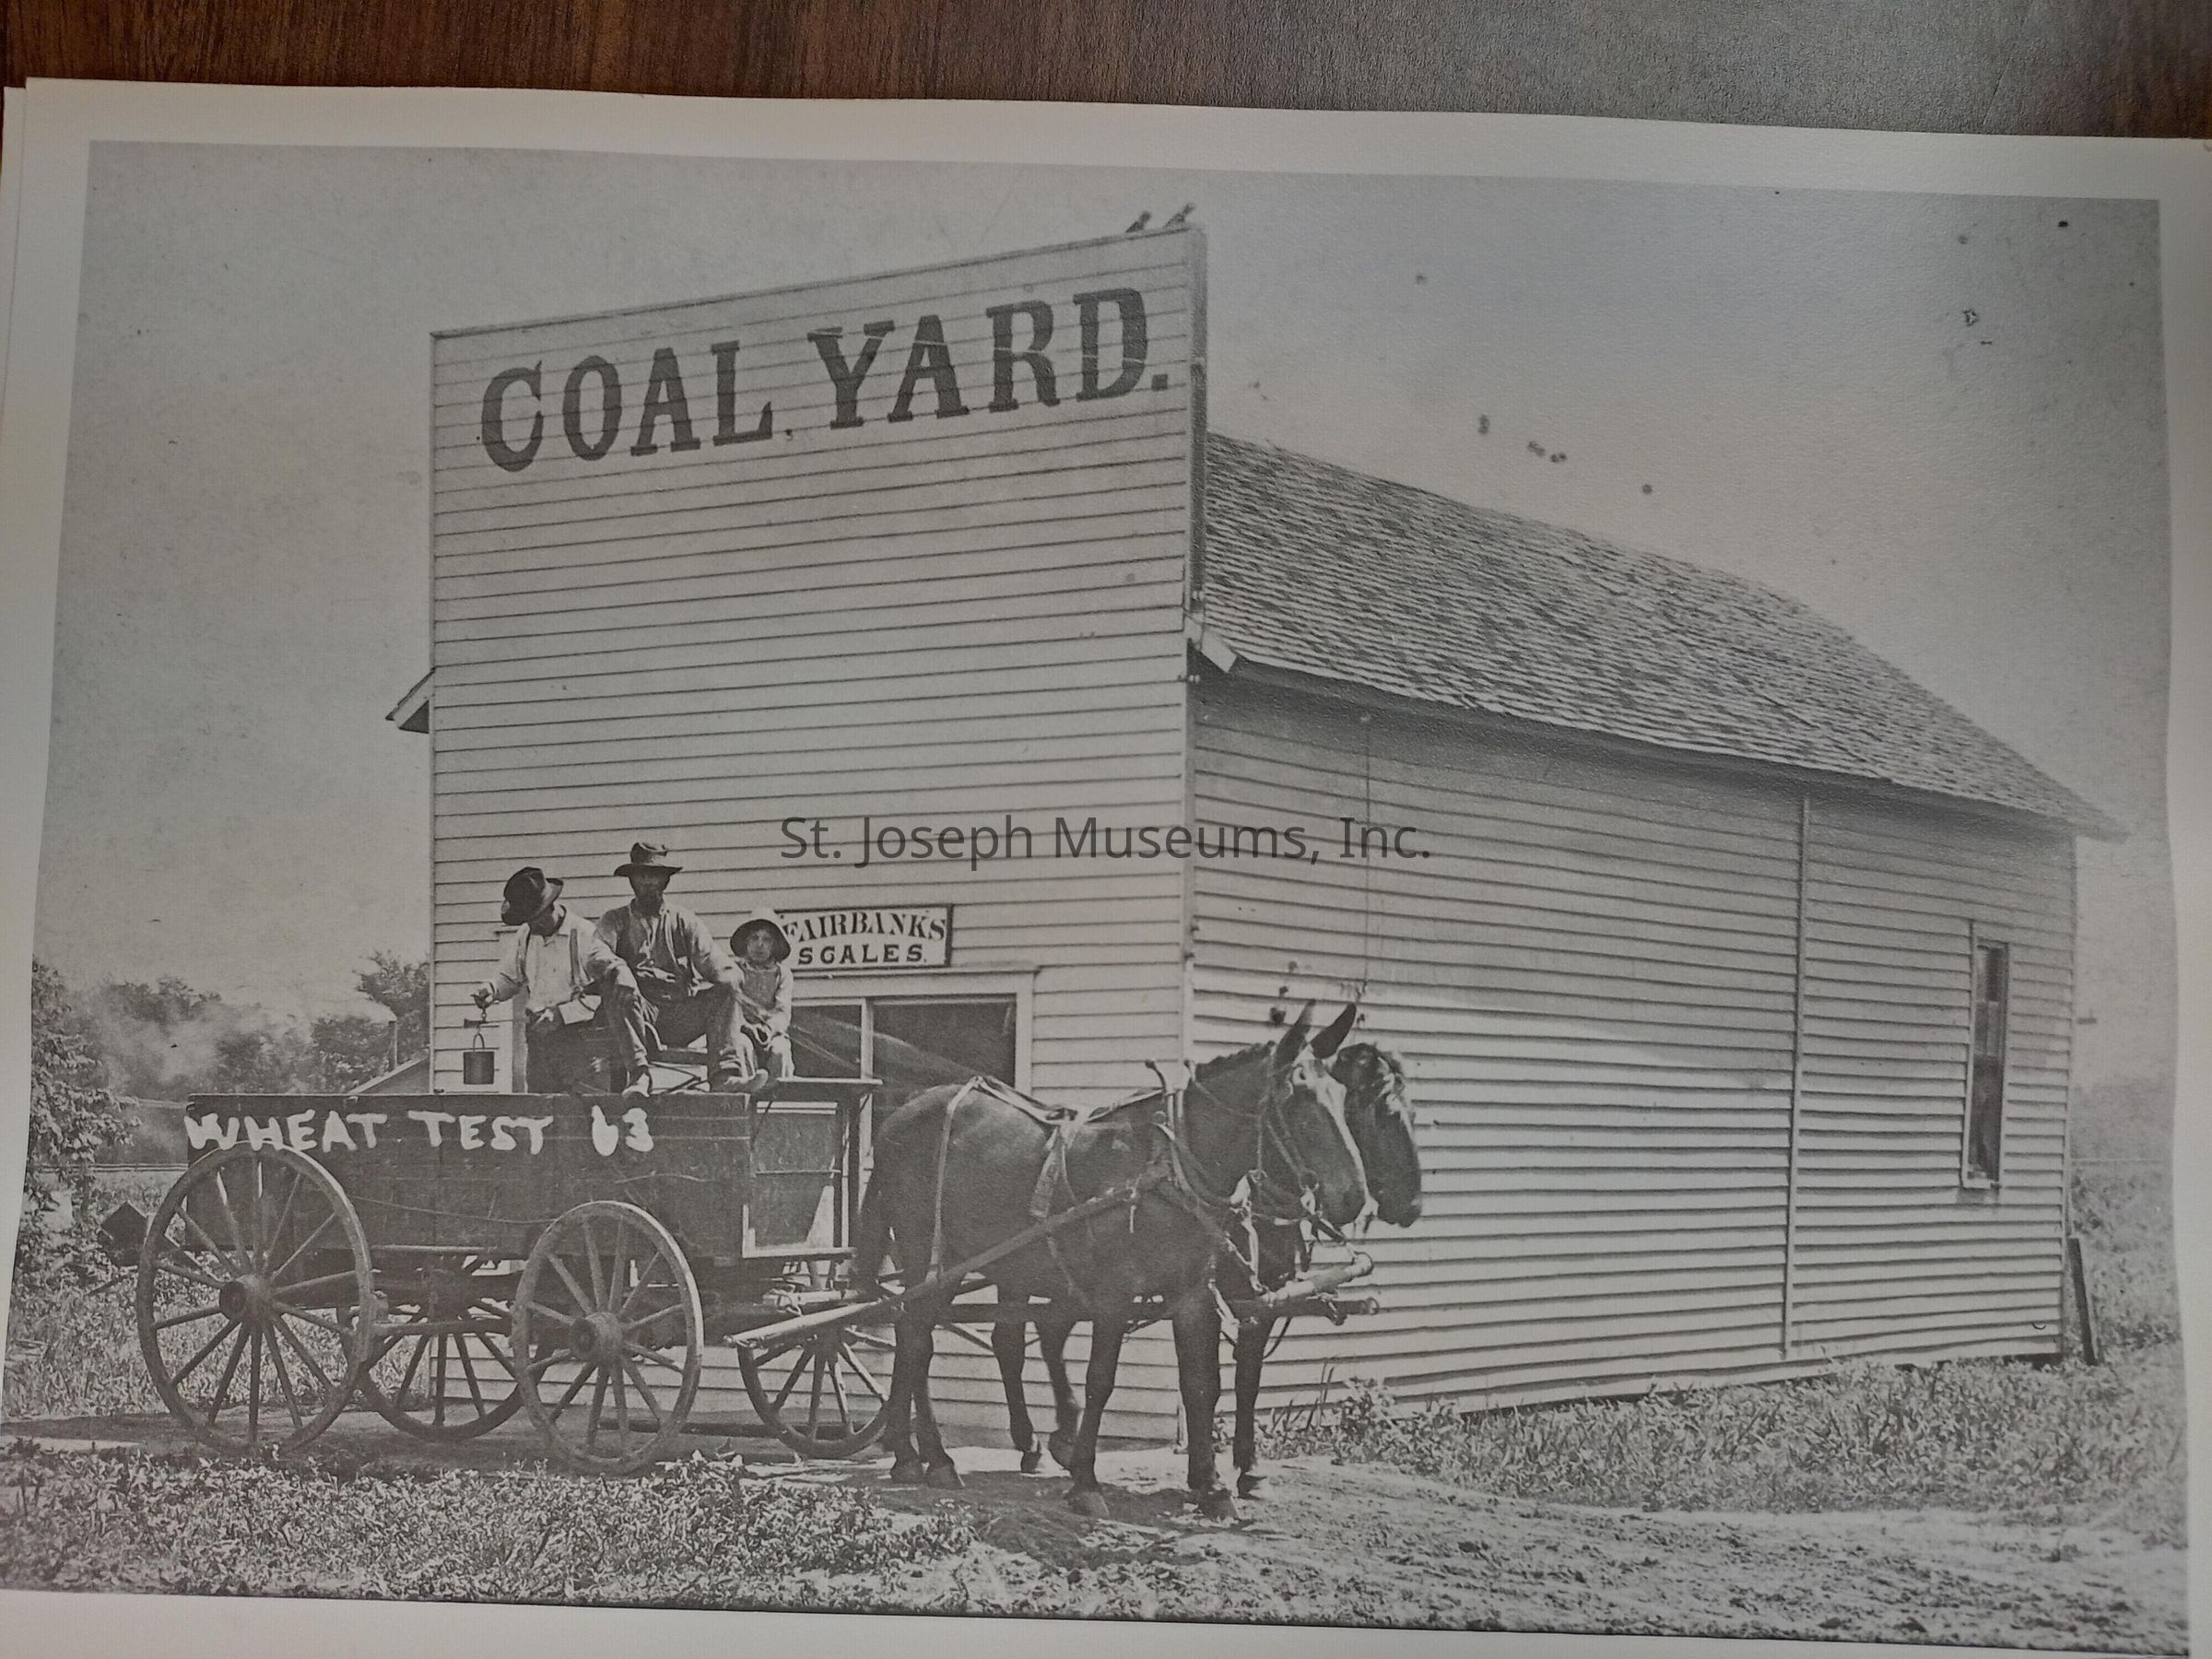 COAL YARD.
St. Joseph Museums, Inc.
FAIRBANKS
SCALES.
WHEAT TEST 63